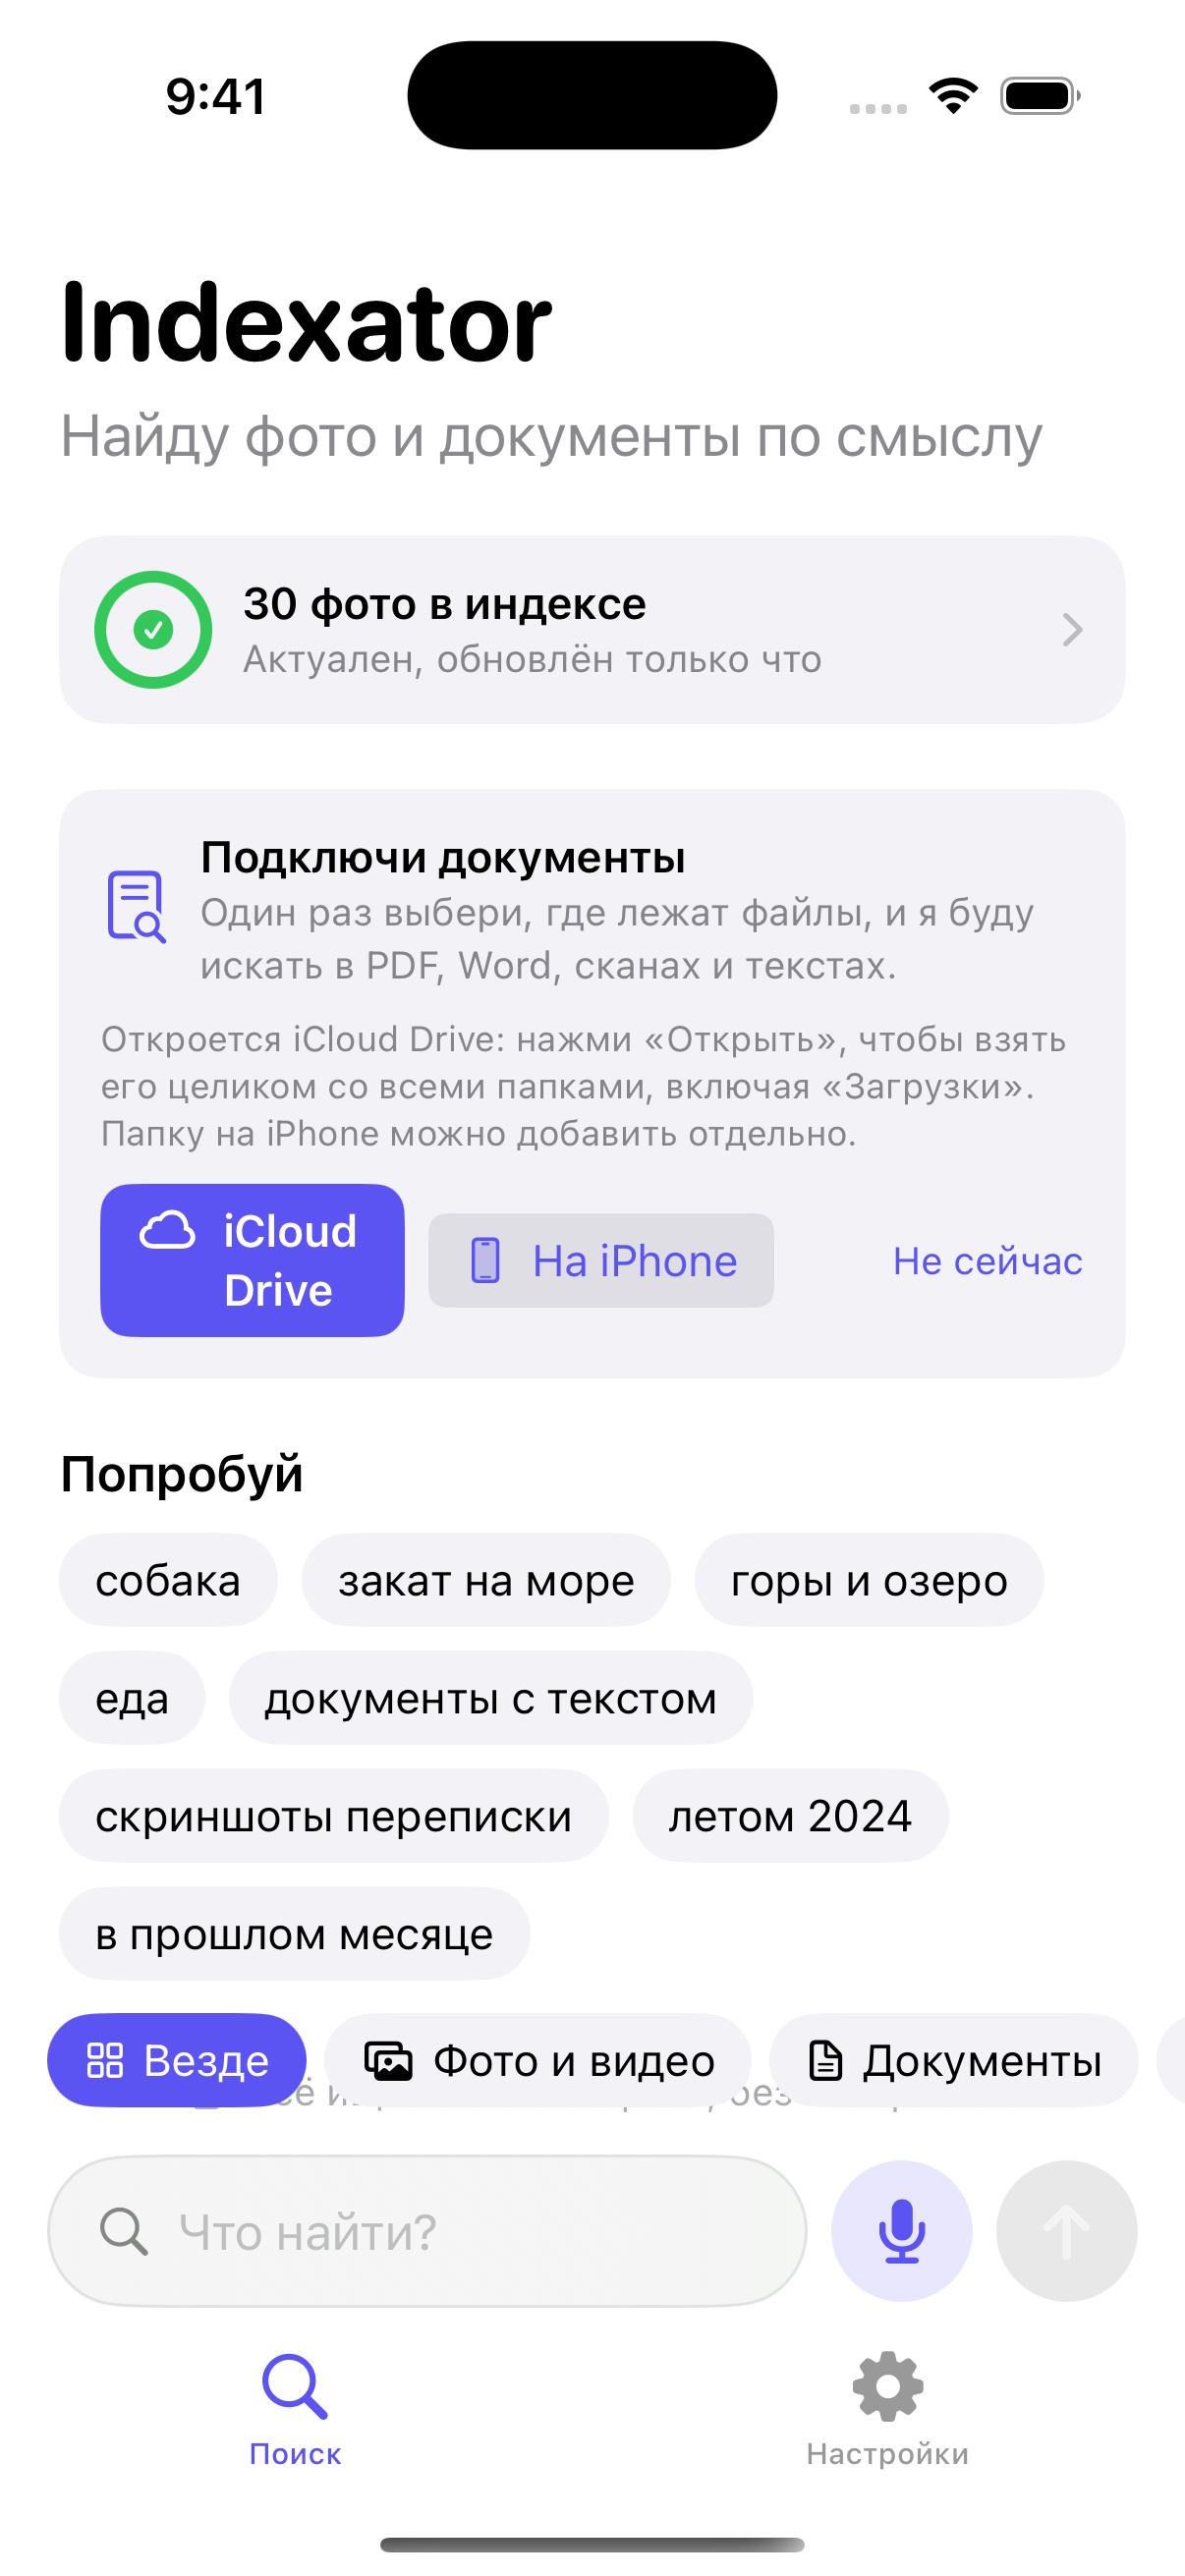 9:41
Indexator
Найду фото и документы по смыслу
30 фото в индексе
Актуален, обновлён только что
Подключи документы
Один раз выбери, где лежат файлы, и я буду
искать в PDF, Word, сканах и текстах.
Откроется iCloud Drive: нажми «Открыть», чтобы взять
его целиком со всеми папками, включая «Загрузки».
Папку на iPhone можно добавить отдельно.
iCloud
Drive
На iPhone
Не сейчас
Попробуй
собака
закат на море
горы и озеро
еда
документы с текстом
скриншоты переписки
летом 2024
в прошлом месяце
Везде
Фото и видео
Документы
Что найти?
Поиск
Настройки